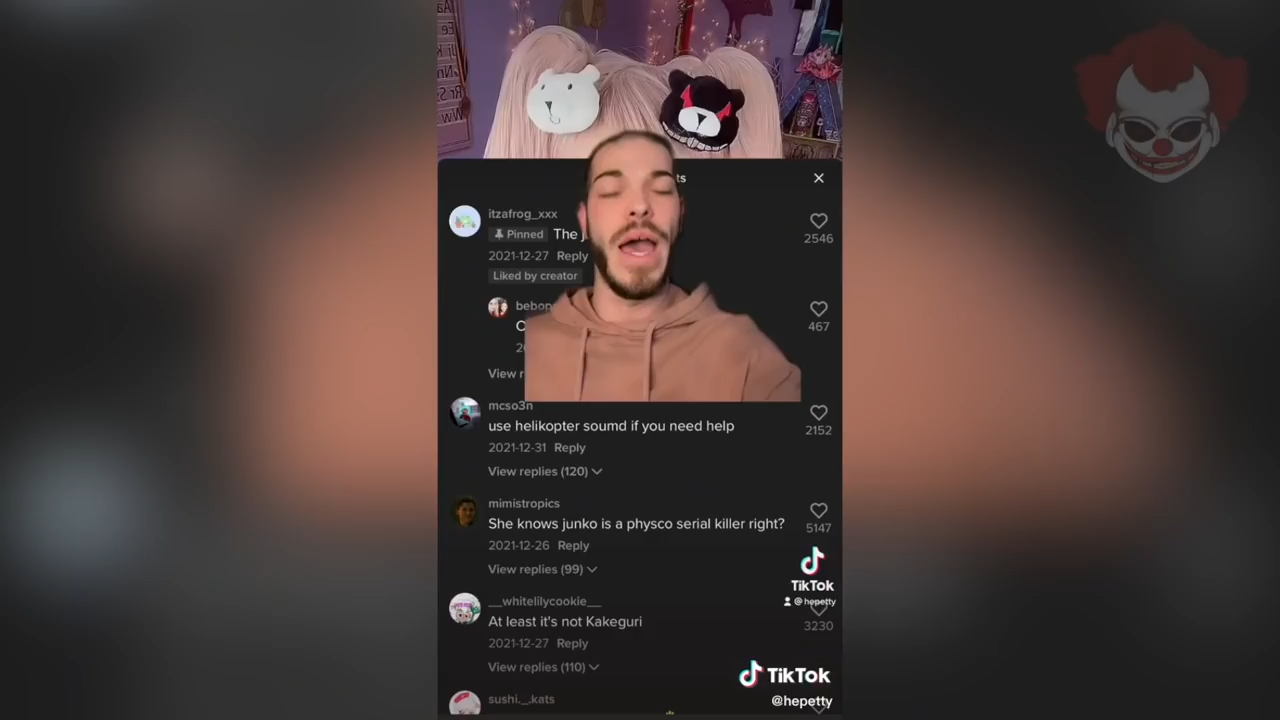 ts
itzafrog_xxx
Pinned The
2021-12-27 Reply
Liked by creator
2546
467
View
mcso3n
use helikopter soumd if you need help
2021-12-31 Reply
View replies (120)
2152
mimistropics
She knows junko is a physco serial killer right?
2021-12-26 Reply
View replies (99)
5147
TikTok
@hepetty
__whitelilycookie__
At least it's not Kakeguri
2021-12-27 Reply
View replies (110)
3230
TikTok
@hepetty
sushi._.kats